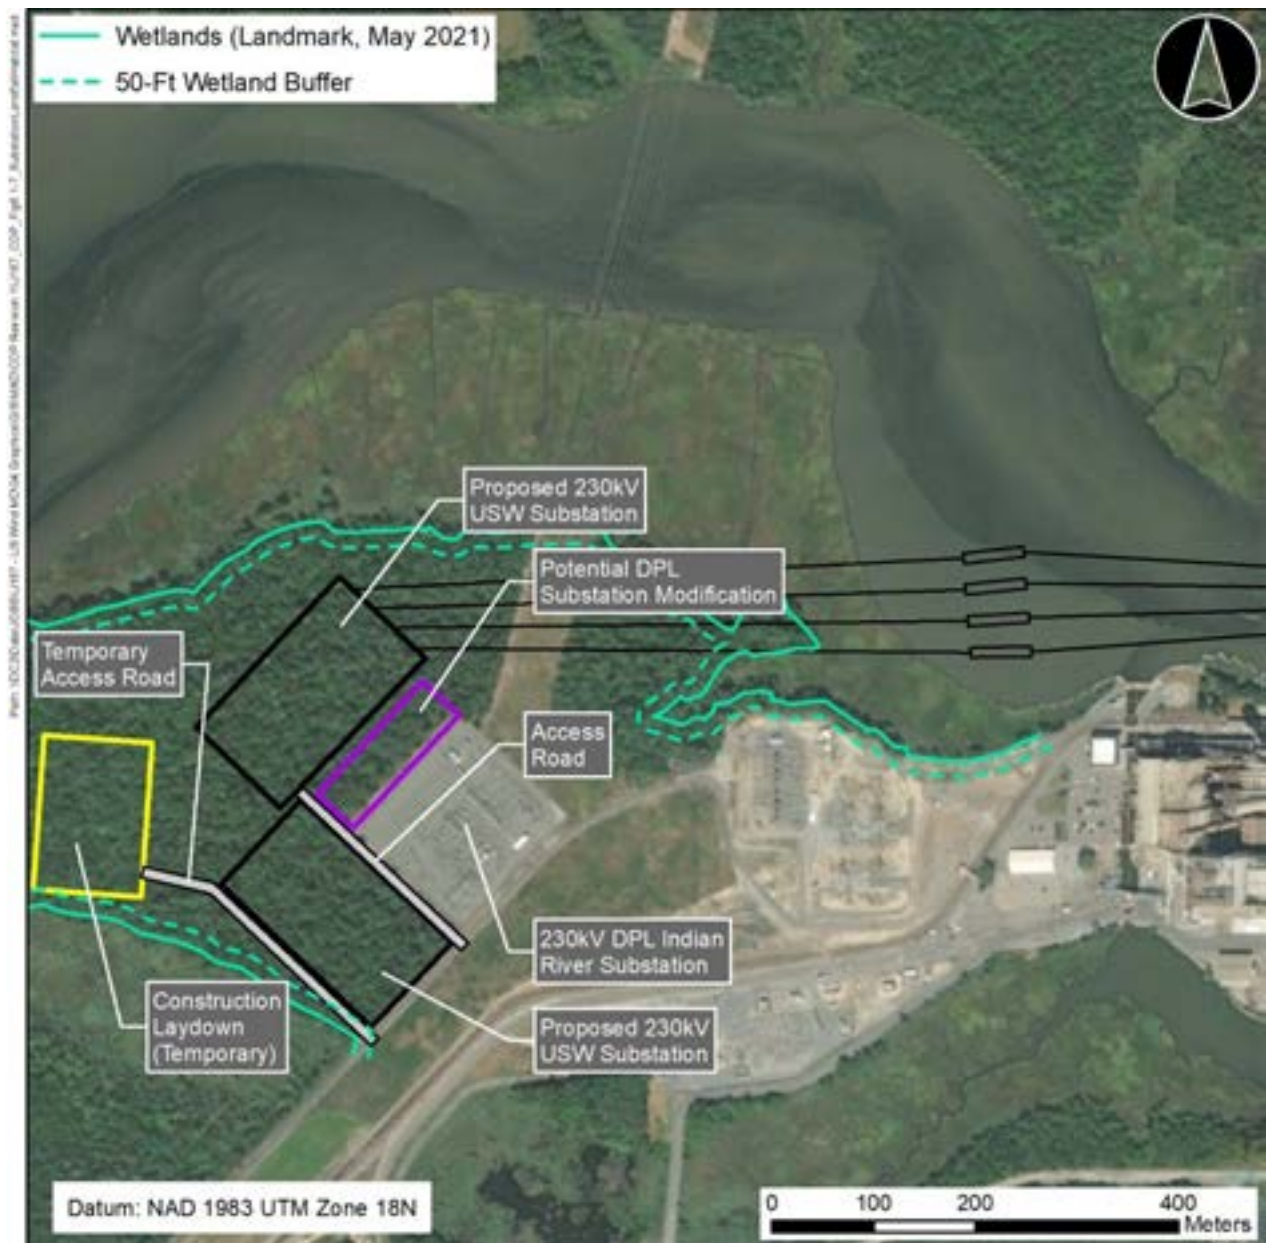 Wetlands (Landmark, May 2021)
50-Ft Wetland Buffer
Proposed 230kV
USW Substation
Potential DPL
Substation Modification
Temporary
Access Road
Access
Road
230kV DPL Indian
River Substation
Construction
Laydown
(Temporary)
Proposed 230kV
USW Substation
Datum: NAD 1983 UTM Zone 18N
0 100 200 400
Meters